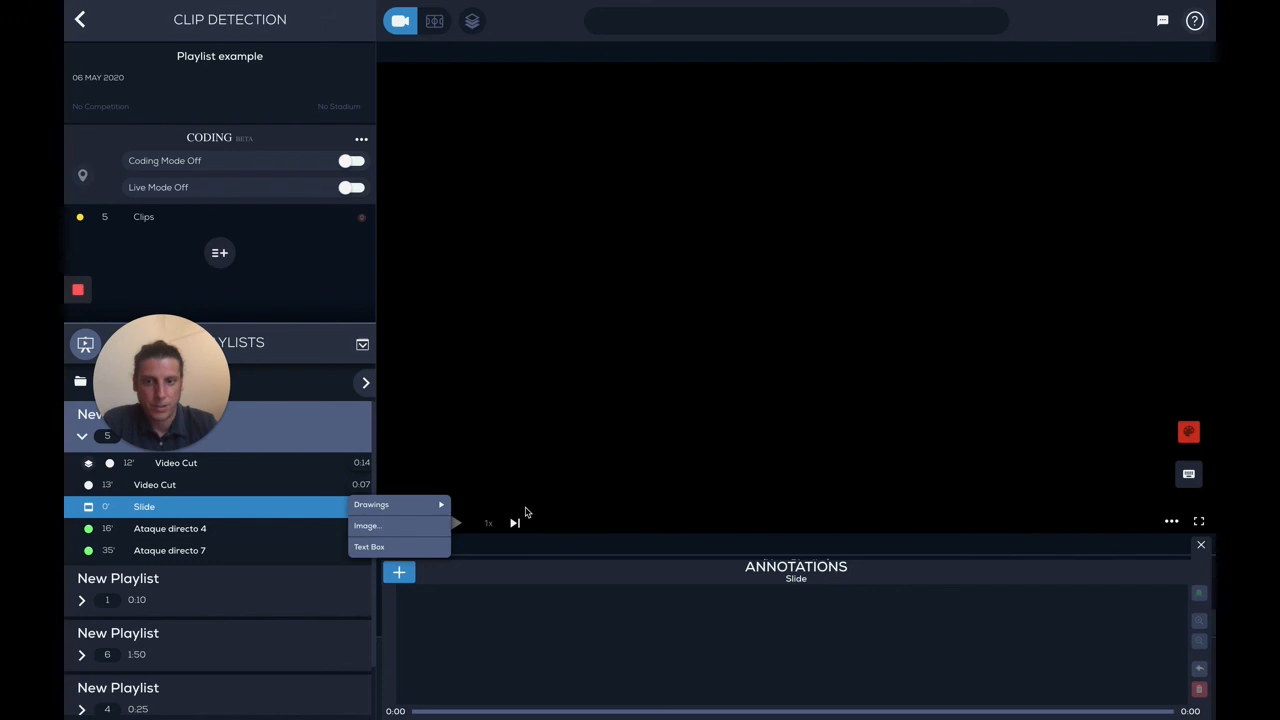 CLIP DETECTION
Playlist example
06 MAY 2020
No Competition No Stadium
CODING BETA
Coding Mode Off
Live Mode Off
5 Clips
5
12' Video Cut 0:14
13' Video Cut 0:07
0' Slide
16' Ataque directo 4
35' Ataque directo 7
New Playlist
1 0:10
New Playlist
6 1:50
New Playlist
4 0:25
Drawings
Image...
Text Box
1x
ANNOTATIONS
Slide
0:00 0:00